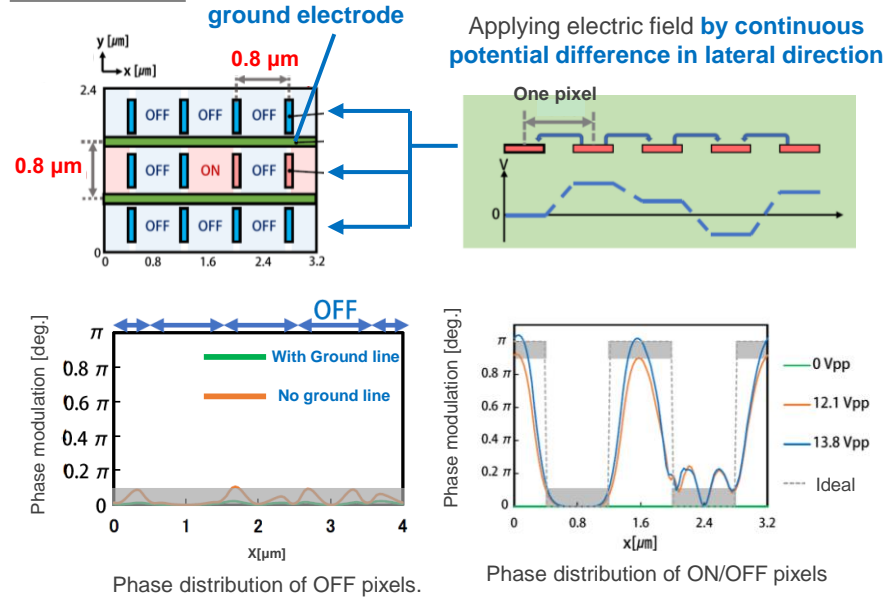 ground electrode
y [㎛]
x [㎛]
0.8 µm
2.4
OFF OFF OFF
0.8 µm
OFF ON OFF
OFF OFF OFF
0
0 0.8 1.6 2.4 3.2
Applying electric field by continuous
potential difference in lateral direction
One pixel
V
0
OFF
Phase modulation [deg.]
π
0.8 π
0.6 π
0.4 π
0.2 π
0
With Ground line
No ground line
0 1 2 3 4
X[µm]
Phase distribution of OFF pixels.
Phase modulation [deg.]
π
0.8 π
0.6 π
0.4 π
0.2 π
0
0 Vpp
12.1 Vpp
13.8 Vpp
Ideal
0.0 0.8 1.6 2.4 3.2
x[㎛]
Phase distribution of ON/OFF pixels